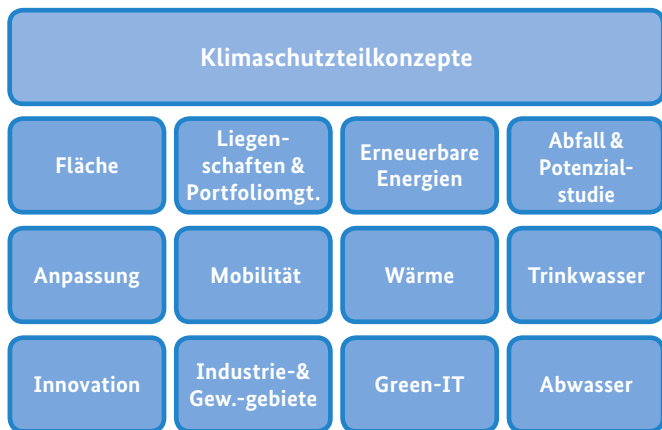 Klimaschutzteilkonzepte
Fläche
Liegen-
schaften &
Portfoliomgt.
Erneuerbare
Energien
Abfall &
Potenzial-
studie
Anpassung
Mobilität
Wärme
Trinkwasser
Innovation
Industrie-&
Gew.-gebiete
Green-IT
Abwasser